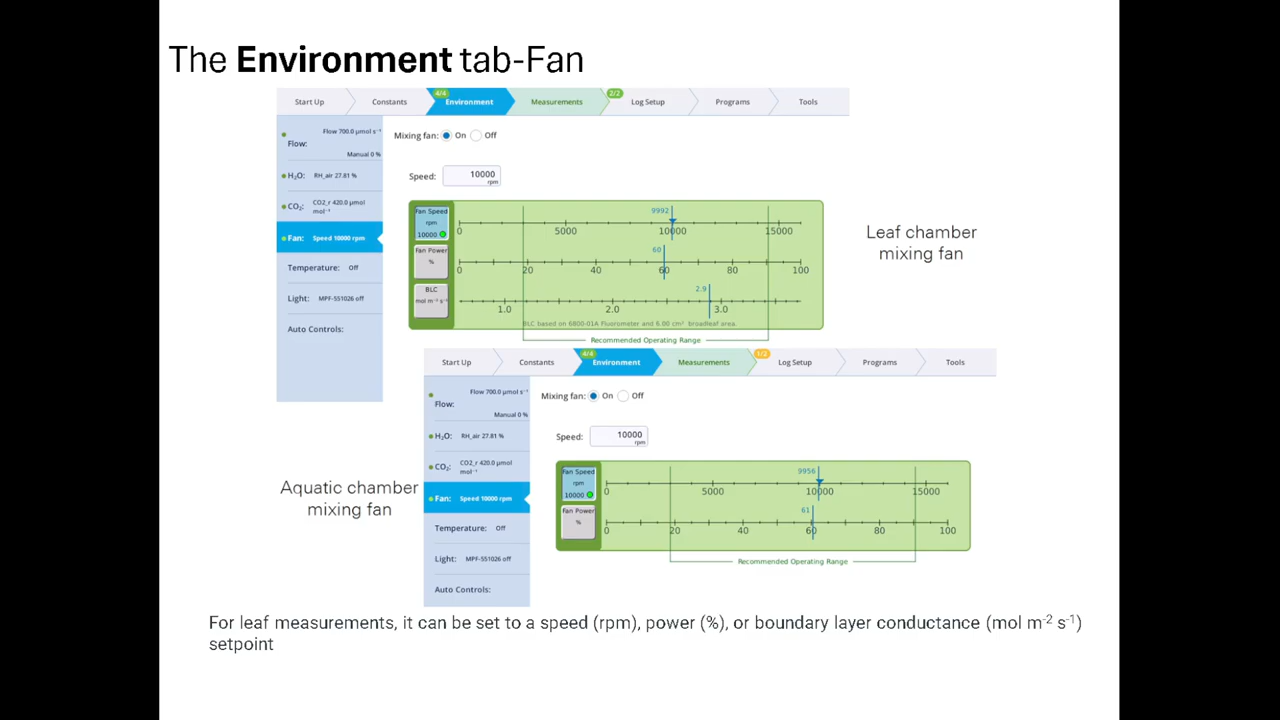 The Environment tab-Fan
Start Up
Constants
4/4
Environment
Measurements
2/2
Log Setup
Programs
Tools
Flow 700.0 µmol s⁻¹
Flow:
Manual 0 %
H₂O: RH_air 27.81 %
CO₂: CO2_r 420.0 µmol
mol⁻¹
Fan: Speed 10000 rpm
Temperature: Off
Light: MPF-551026 off
Auto Controls:
Mixing fan: On Off
Speed: 10000
rpm
Fan Speed
rpm
10000
9992
0 5000 10000 15000
Fan Power
%
60
0 20 40 60 80 100
BLC
mol m⁻² s⁻¹
2.9
1.0 2.0 3.0
BLC based on 6800-01A Fluorometer and 6.00 cm² broadleaf area.
Recommended Operating Range
Leaf chamber
mixing fan
Start Up
Constants
4/4
Environment
Measurements
1/2
Log Setup
Programs
Tools
Flow 700.0 µmol s⁻¹
Flow:
Manual 0 %
H₂O: RH_air 27.81 %
CO₂: CO2_r 420.0 µmol
mol⁻¹
Fan: Speed 10000 rpm
Temperature: Off
Light: MPF-551026 off
Auto Controls:
Mixing fan: On Off
Speed: 10000
rpm
Fan Speed
rpm
10000
9956
0 5000 10000 15000
Fan Power
%
61
0 20 40 60 80 100
Recommended Operating Range
Aquatic chamber
mixing fan
For leaf measurements, it can be set to a speed (rpm), power (%), or boundary layer conductance (mol m⁻² s⁻¹)
setpoint